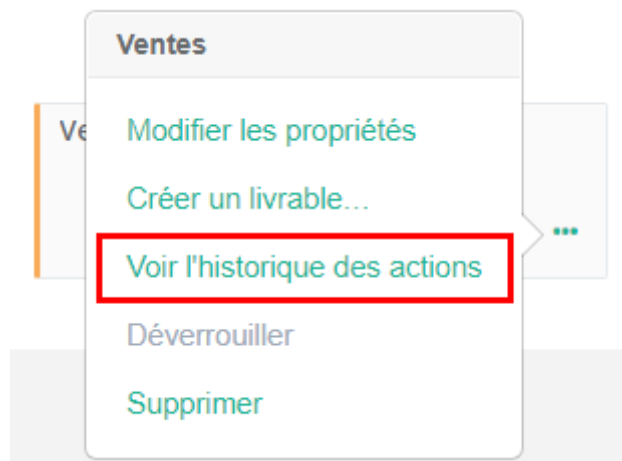 Ventes
Ve
Modifier les propriétés
Créer un livrable...
Voir l'historique des actions
Déverrouiller
Supprimer